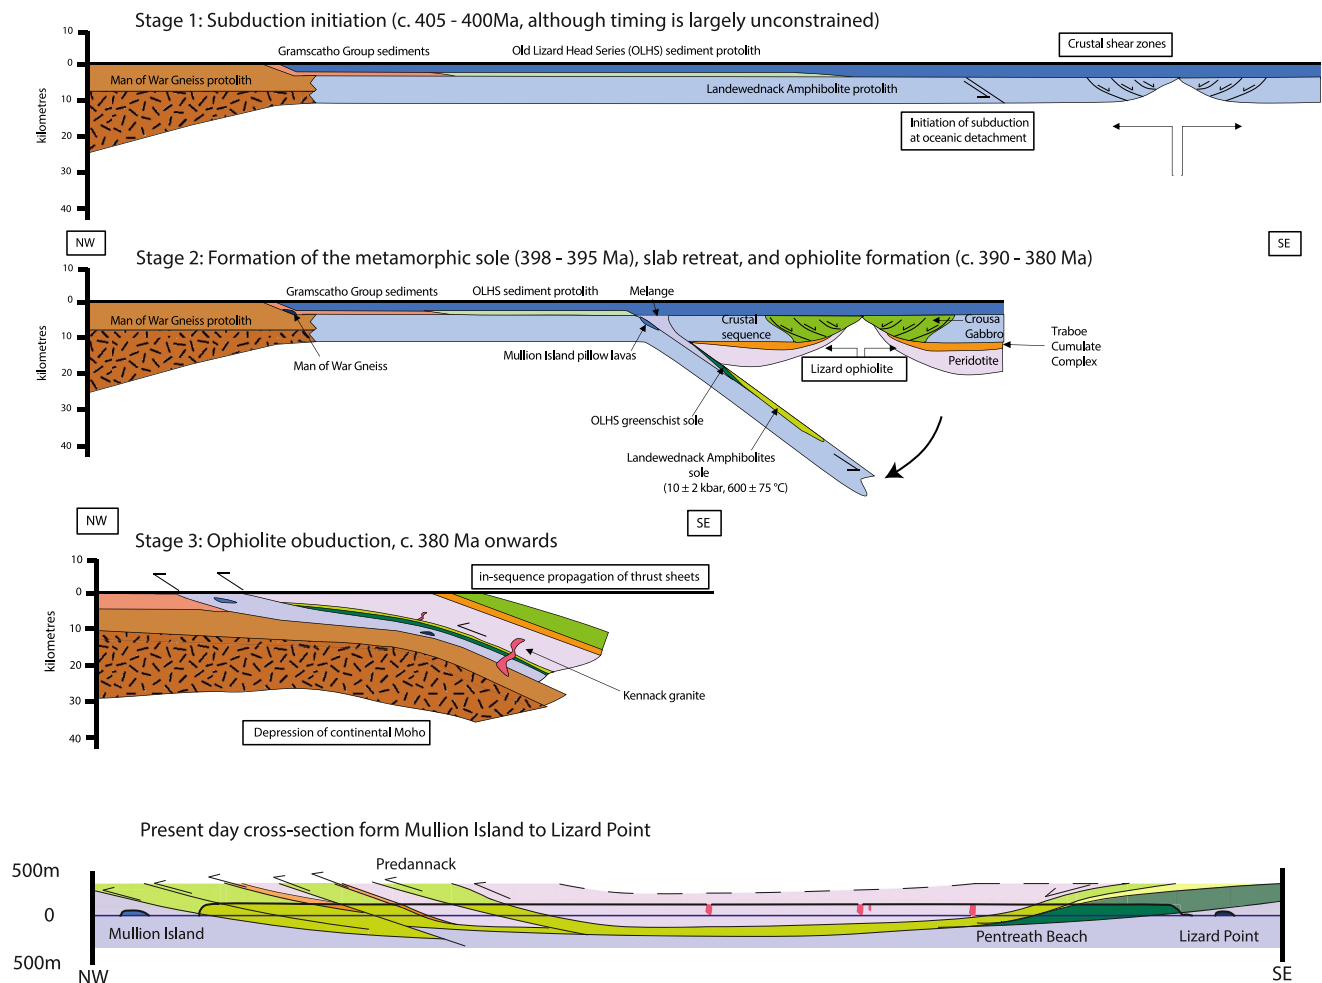 Stage 1: Subduction initiation (c. 405 - 400Ma, although timing is largely unconstrained)
10
0
10
20
30
40
kilometres
Gramscatho Group sediments
Old Lizard Head Series (OLHS) sediment protolith
Crustal shear zones
Man of War Gneiss protolith
Landewednack Amphibolite protolith
Initiation of subduction
at oceanic detachment
NW
SE
Stage 2: Formation of the metamorphic sole (398 - 395 Ma), slab retreat, and ophiolite formation (c. 390 - 380 Ma)
10
0
10
20
30
40
kilometres
Gramscatho Group sediments
OLHS sediment protolith
Melange
Man of War Gneiss protolith
Crustal
sequence
Crousa
Gabbro
Traboe
Cumulate
Complex
Mullion Island pillow lavas
Man of War Gneiss
Lizard ophiolite
Peridotite
OLHS greenschist sole
Landewednack Amphibolites
sole
(10 ± 2 kbar, 600 ± 75 °C)
NW
SE
Stage 3: Ophiolite obuduction, c. 380 Ma onwards
10
0
10
20
30
40
kilometres
in-sequence propagation of thrust sheets
Kennack granite
Depression of continental Moho
Present day cross-section form Mullion Island to Lizard Point
500m
0
500m
Predannack
Mullion Island
Pentreath Beach
Lizard Point
NW
SE